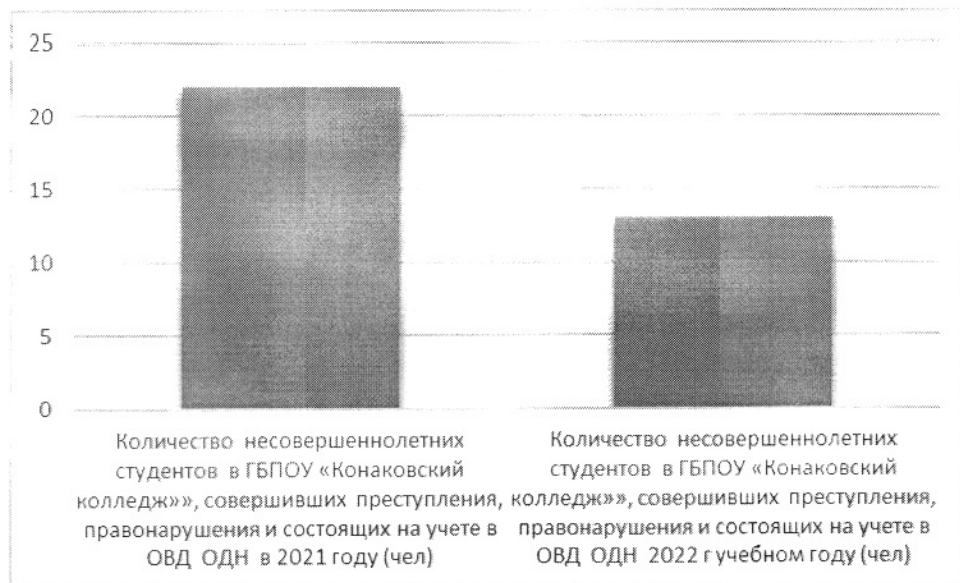 25
20
15
10
5
0
Количество несовершеннолетних
студентов в ГБПОУ «Конаковский
колледж»», совершивших преступления,
правонарушения и состоящих на учете в
ОВД ОДН в 2021 году (чел)
Количество несовершеннолетних
студентов в ГБПОУ «Конаковский
колледж»», совершивших преступления,
правонарушения и состоящих на учете в
ОВД ОДН 2022 г учебном году (чел)